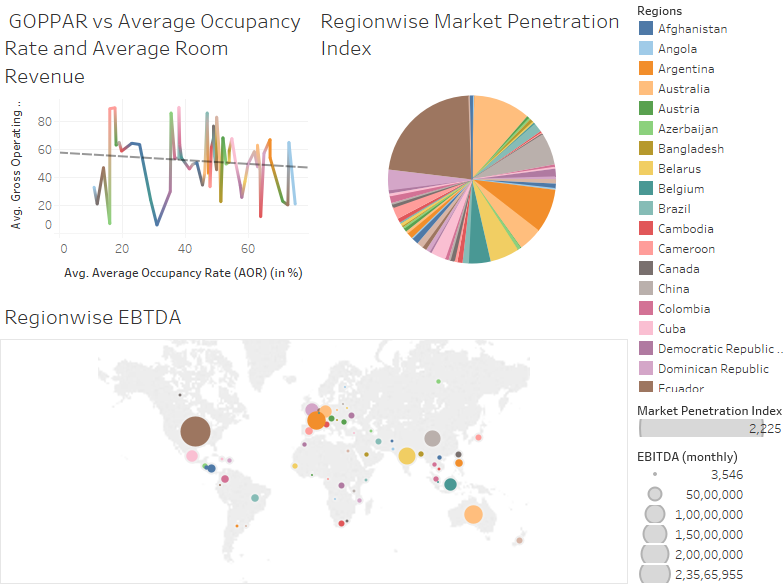 GOPPAR vs Average Occupancy
Rate and Average Room
Revenue
Avg. Gross Operating ..
80
60
40
20
0
0
20
40
60
Avg. Average Occupancy Rate (AOR) (in %)
Regionwise Market Penetration
Index
Regionwise EBTDA
Regions
Afghanistan
Angola
Argentina
Australia
Austria
Azerbaijan
Bangladesh
Belarus
Belgium
Brazil
Cambodia
Cameroon
Canada
China
Colombia
Cuba
Democratic Republic ..
Dominican Republic
Ecuador
Market Penetration Index
2,225
EBITDA (monthly)
3,546
50,00,000
1,00,00,000
1,50,00,000
2,00,00,000
2,35,65,955